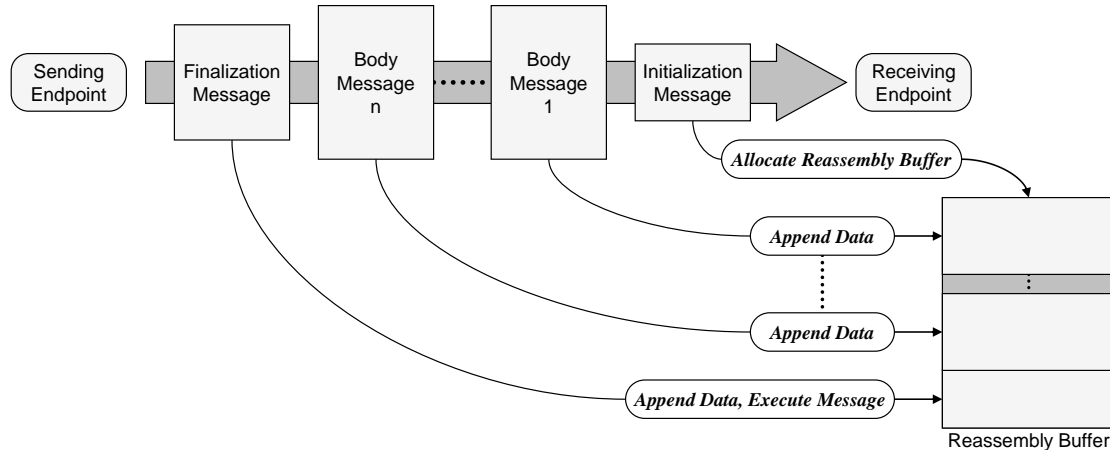 Sending
Endpoint
Finalization
Message
Body
Message
n
Body
Message
1
Initialization
Message
Receiving
Endpoint
Allocate Reassembly Buffer
Append Data
Append Data
Append Data, Execute Message
Reassembly Buffer